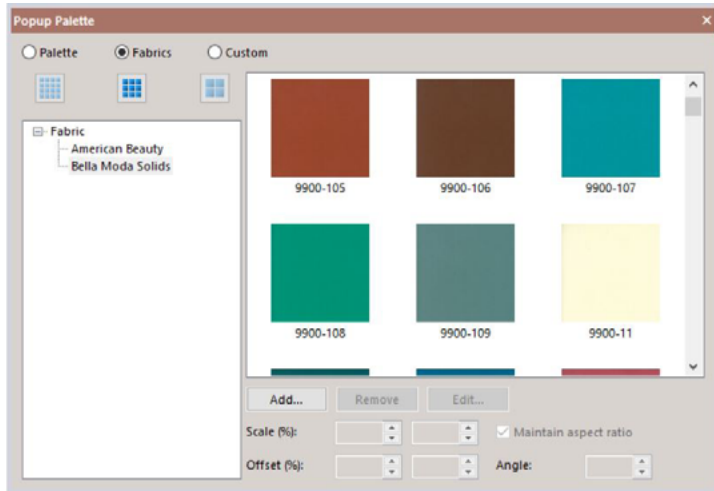 Popup Palette
Palette Fabrics Custom
Fabric
American Beauty
Bella Moda Solids
9900-105 9900-106 9900-107
9900-108 9900-109 9900-11
Add... Remove Edit...
Scale (%): Maintain aspect ratio
Offset (%): Angle: